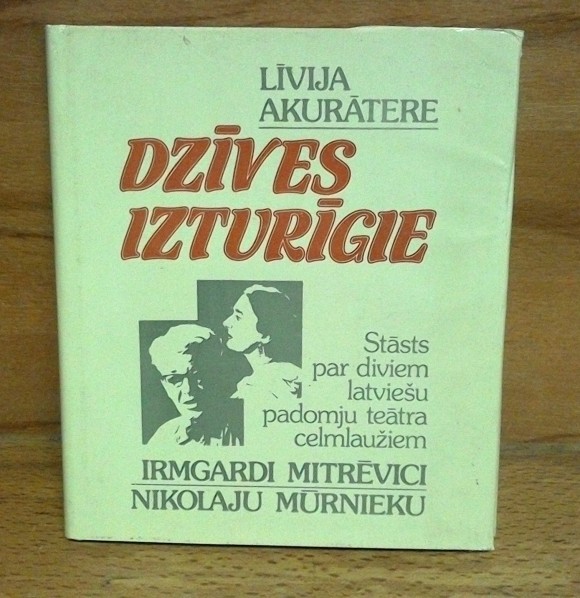 LĪVIJA
AKURĀTERE
DZĪVES
IZTURĪGIE
Stāsts
par diviem
latviešu
padomju teātra
celmlaužiem
IRMGARDI MITRĒVICI
NIKOLAJU MŪRNIEKU